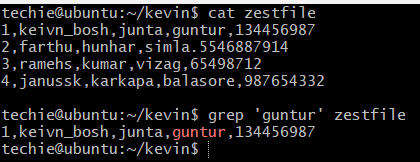 techie@ubuntu:~/kevin$ cat zestfile
1,keivn_bosh,junta,guntur,134456987
2,farthu,hunhar,simla.5546887914
3,ramehs,kumar,vizag,65498712
4,janussk,karkapa,balasore,987654332
techie@ubuntu:~/kevin$ grep 'guntur' zestfile
1,keivn_bosh,junta,guntur,134456987
techie@ubuntu:~/kevin$